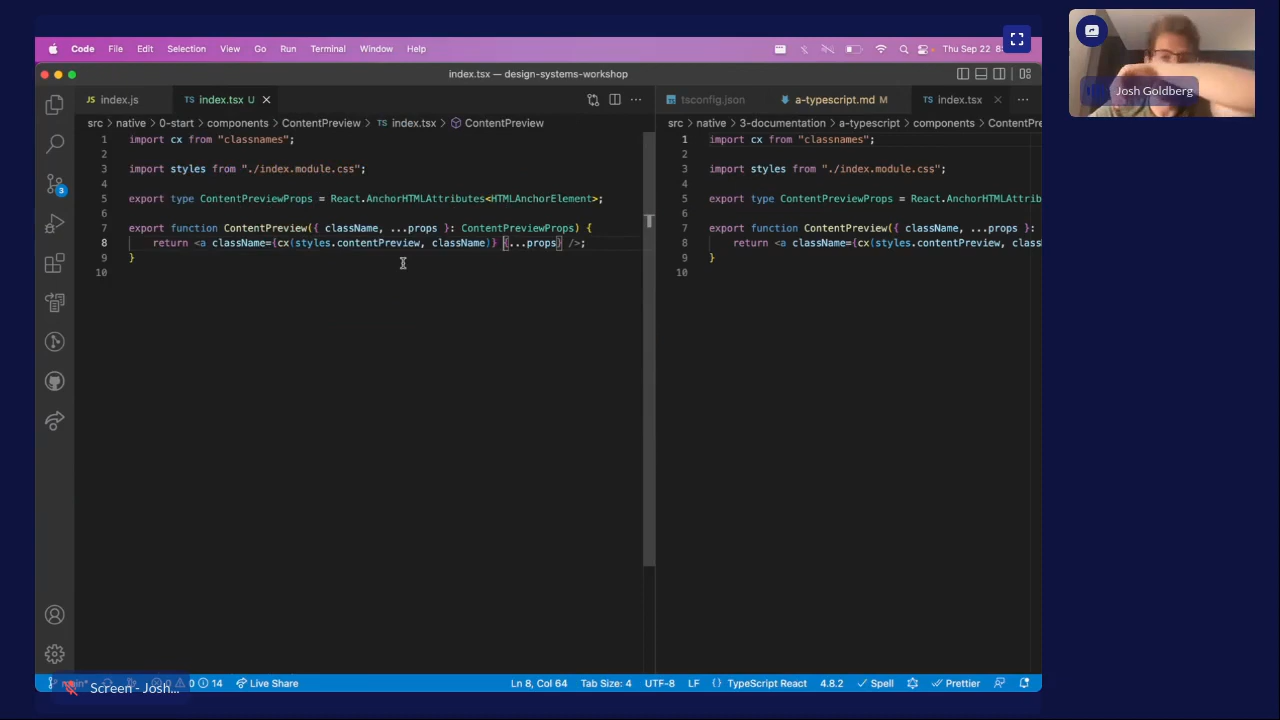 Code File Edit Selection View Go Run Terminal Window Help
Thu Sep 22
Josh Goldberg
index.tsx — design-systems-workshop
index.js
index.tsx U
tsconfig.json
a-typescript.md M
index.tsx
src > native > 0-start > components > ContentPreview > index.tsx > ContentPreview
1 import cx from "classnames";
2
3 import styles from "./index.module.css";
4
5 export type ContentPreviewProps = React.AnchorHTMLAttributes<HTMLAnchorElement>;
6
7 export function ContentPreview({ className, ...props }: ContentPreviewProps) {
8 return <a className={cx(styles.contentPreview, className)} {...props} />;
9 }
10
src > native > 3-documentation > a-typescript > components > ContentPre
1 import cx from "classnames";
2
3 import styles from "./index.module.css";
4
5 export type ContentPreviewProps = React.AnchorHTMLAttrib
6
7 export function ContentPreview({ className, ...props }:
8 return <a className={cx(styles.contentPreview, class
9 }
10
3
main* 0 0 14 Live Share
Ln 8, Col 64 Tab Size: 4 UTF-8 LF {} TypeScript React 4.8.2 Spell Prettier
Screen - Josh...